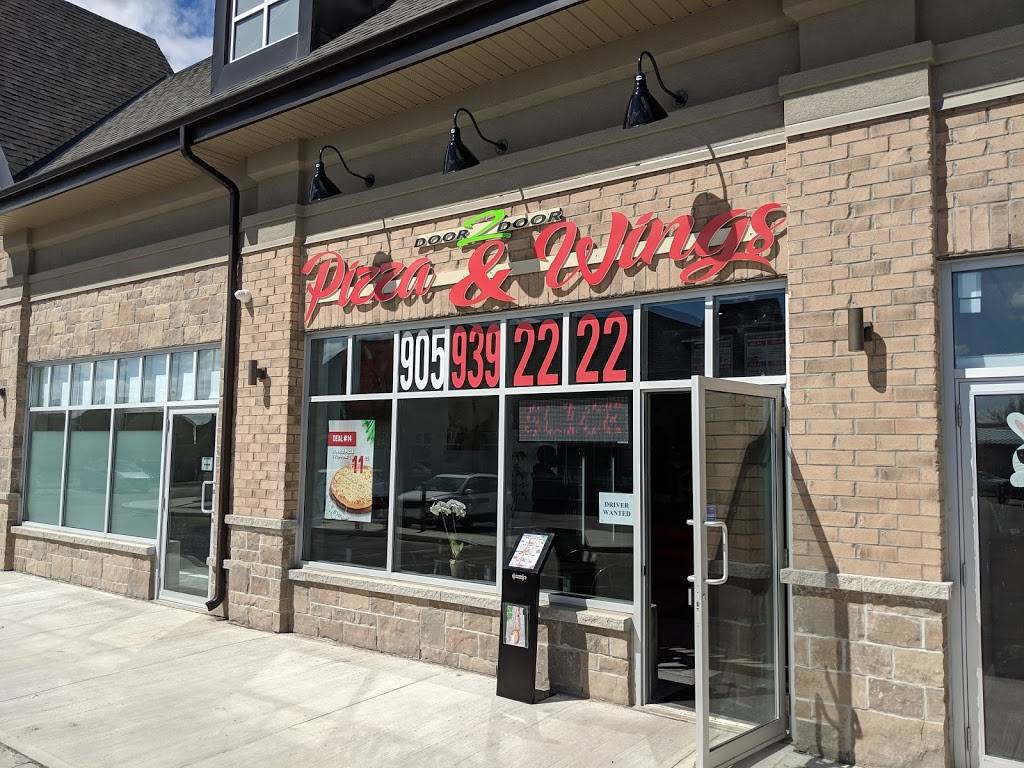 DOOR 2 DOOR
Pizza & Wings
905 939 22 22
DEAL #14
11
DRIVER
WANTED